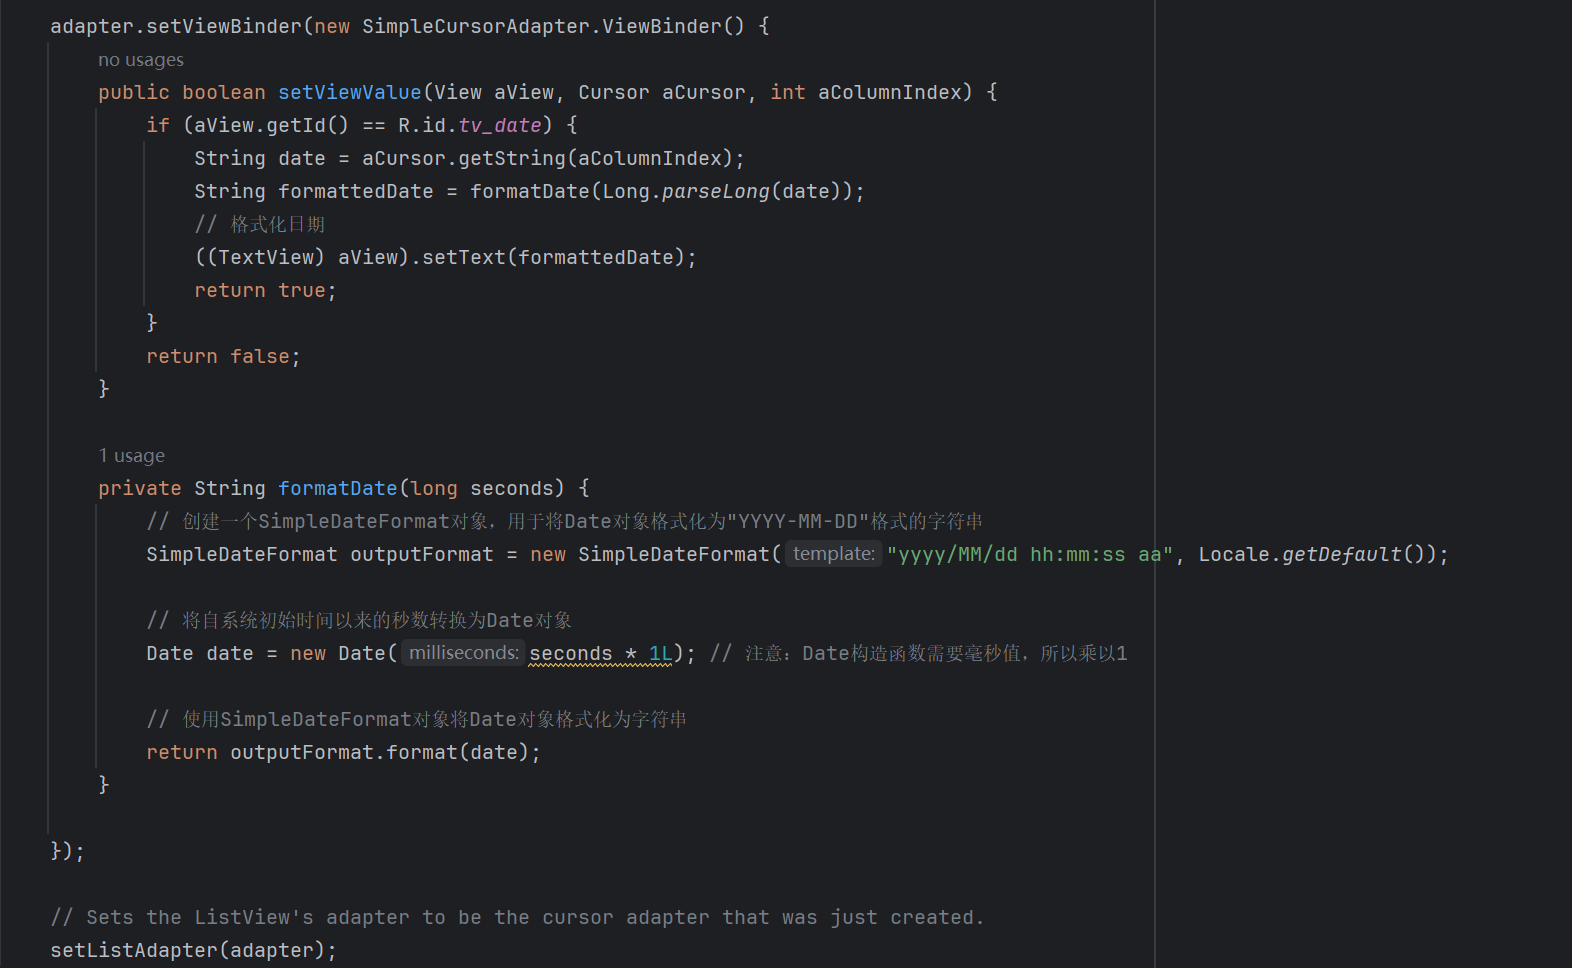 adapter.setViewBinder(new SimpleCursorAdapter.ViewBinder() {
no usages
public boolean setViewValue(View aView, Cursor aCursor, int aColumnIndex) {
if (aView.getId() == R.id.tv_date) {
String date = aCursor.getString(aColumnIndex);
String formattedDate = formatDate(Long.parseLong(date));
// 格式化日期
((TextView) aView).setText(formattedDate);
return true;
}
return false;
}
1 usage
private String formatDate(long seconds) {
// 创建一个SimpleDateFormat对象，用于将Date对象格式化为"YYYY-MM-DD"格式的字符串
SimpleDateFormat outputFormat = new SimpleDateFormat( template: "yyyy/MM/dd hh:mm:ss aa", Locale.getDefault());
// 将自系统初始时间以来的秒数转换为Date对象
Date date = new Date( milliseconds: seconds * 1L); // 注意：Date构造函数需要毫秒值，所以乘以1
// 使用SimpleDateFormat对象将Date对象格式化为字符串
return outputFormat.format(date);
}
});
// Sets the ListView's adapter to be the cursor adapter that was just created.
setListAdapter(adapter);